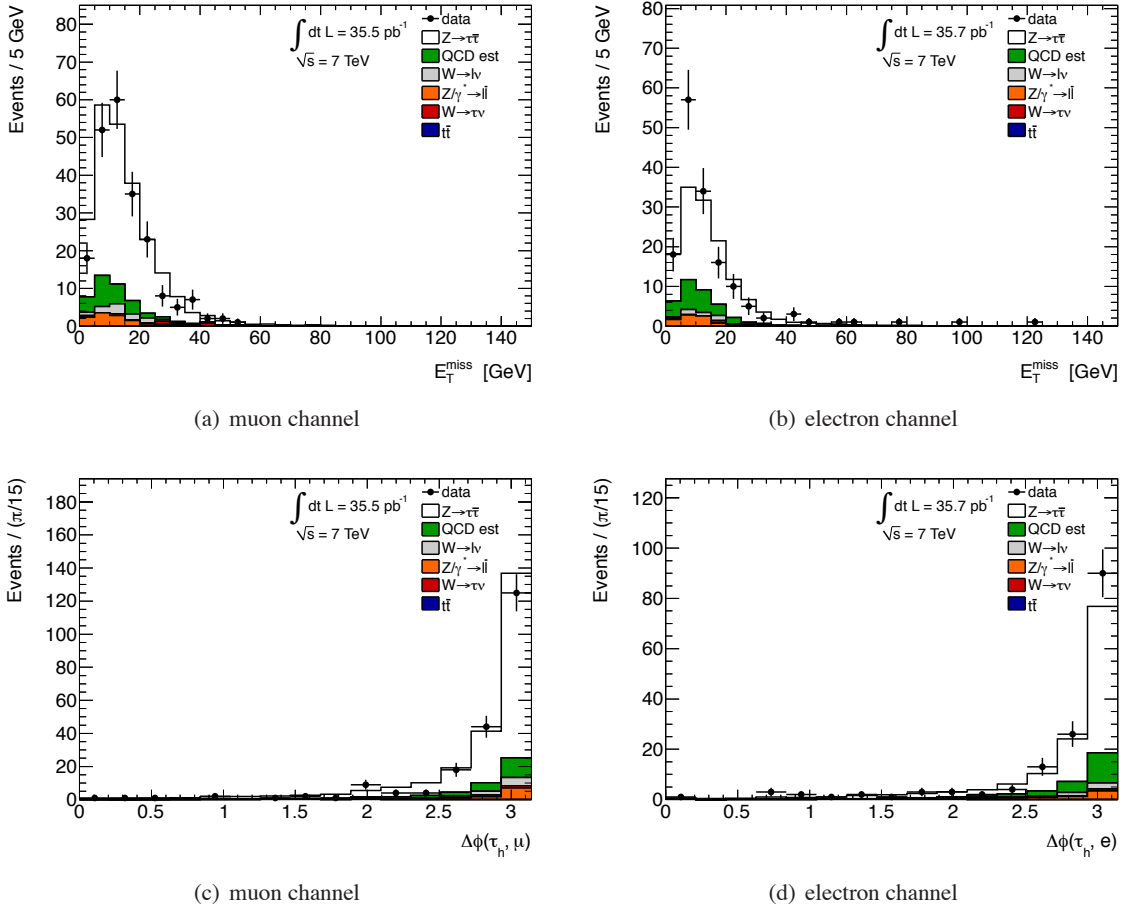 Events / 5 GeV
80
70
60
50
40
30
20
10
0
0 20 40 60 80 100 120 140
E_T^miss [GeV]
∫ dt L = 35.5 pb⁻¹
√s = 7 TeV
data
Z→ττ̄
QCD est
W→lν
Z/γ*→ll̄
W→τν
tt̄
(a) muon channel
Events / 5 GeV
80
70
60
50
40
30
20
10
0
0 20 40 60 80 100 120 140
E_T^miss [GeV]
∫ dt L = 35.7 pb⁻¹
√s = 7 TeV
data
Z→ττ̄
QCD est
W→lν
Z/γ*→ll̄
W→τν
tt̄
(b) electron channel
Events / (π/15)
180
160
140
120
100
80
60
40
20
0
0 0.5 1 1.5 2 2.5 3
Δϕ(τ_h, μ)
∫ dt L = 35.5 pb⁻¹
√s = 7 TeV
data
Z→ττ̄
QCD est
W→lν
Z/γ*→ll̄
W→τν
tt̄
(c) muon channel
Events / (π/15)
120
100
80
60
40
20
0
0 0.5 1 1.5 2 2.5 3
Δϕ(τ_h, e)
∫ dt L = 35.7 pb⁻¹
√s = 7 TeV
data
Z→ττ̄
QCD est
W→lν
Z/γ*→ll̄
W→τν
tt̄
(d) electron channel